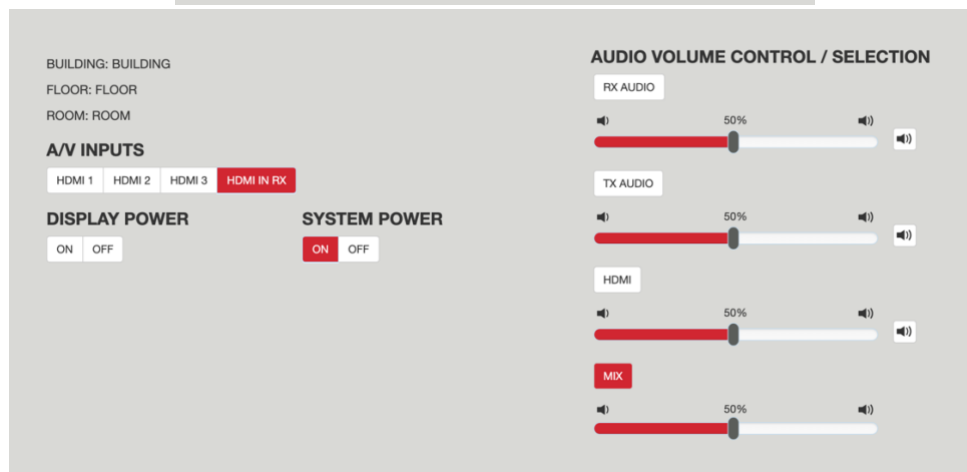 BUILDING: BUILDING
FLOOR: FLOOR
ROOM: ROOM
A/V INPUTS
HDMI 1 HDMI 2 HDMI 3 HDMI IN RX
DISPLAY POWER
ON OFF
SYSTEM POWER
ON OFF
AUDIO VOLUME CONTROL / SELECTION
RX AUDIO
50%
TX AUDIO
50%
HDMI
50%
MIX
50%